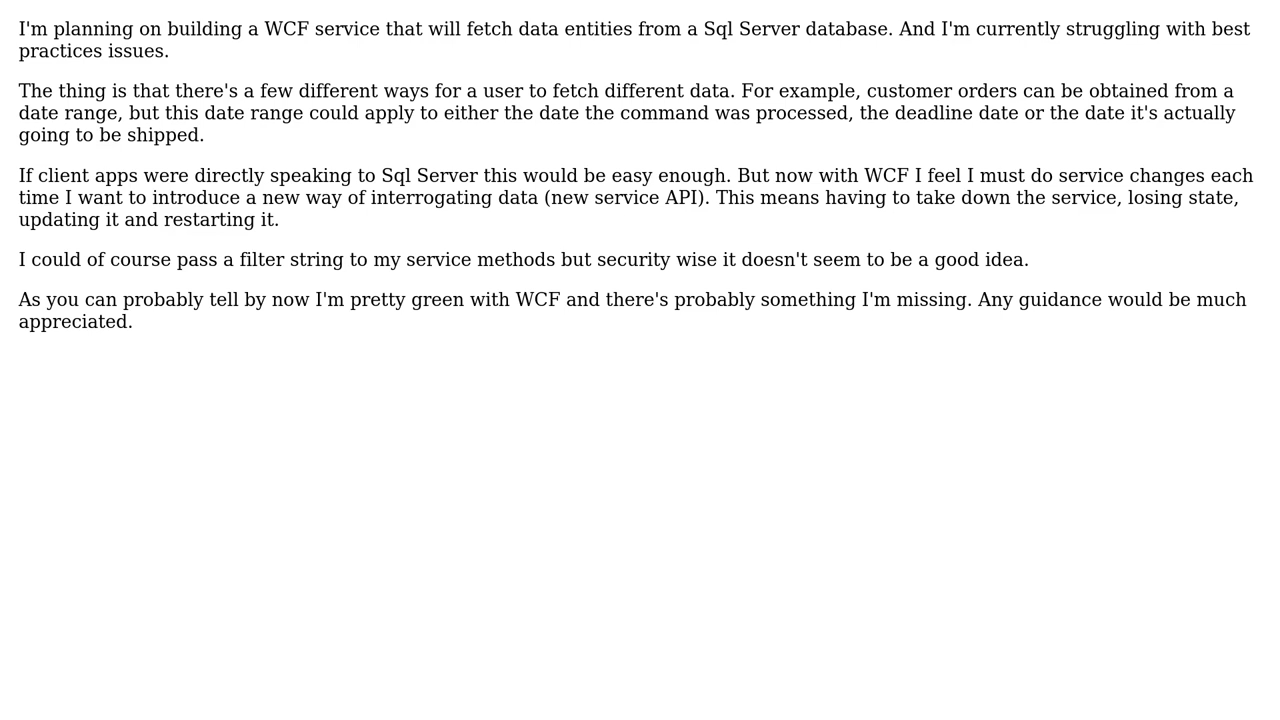 I'm planning on building a WCF service that will fetch data entities from a Sql Server database. And I'm currently struggling with best
practices issues.
The thing is that there's a few different ways for a user to fetch different data. For example, customer orders can be obtained from a
date range, but this date range could apply to either the date the command was processed, the deadline date or the date it's actually
going to be shipped.
If client apps were directly speaking to Sql Server this would be easy enough. But now with WCF I feel I must do service changes each
time I want to introduce a new way of interrogating data (new service API). This means having to take down the service, losing state,
updating it and restarting it.
I could of course pass a filter string to my service methods but security wise it doesn't seem to be a good idea.
As you can probably tell by now I'm pretty green with WCF and there's probably something I'm missing. Any guidance would be much
appreciated.